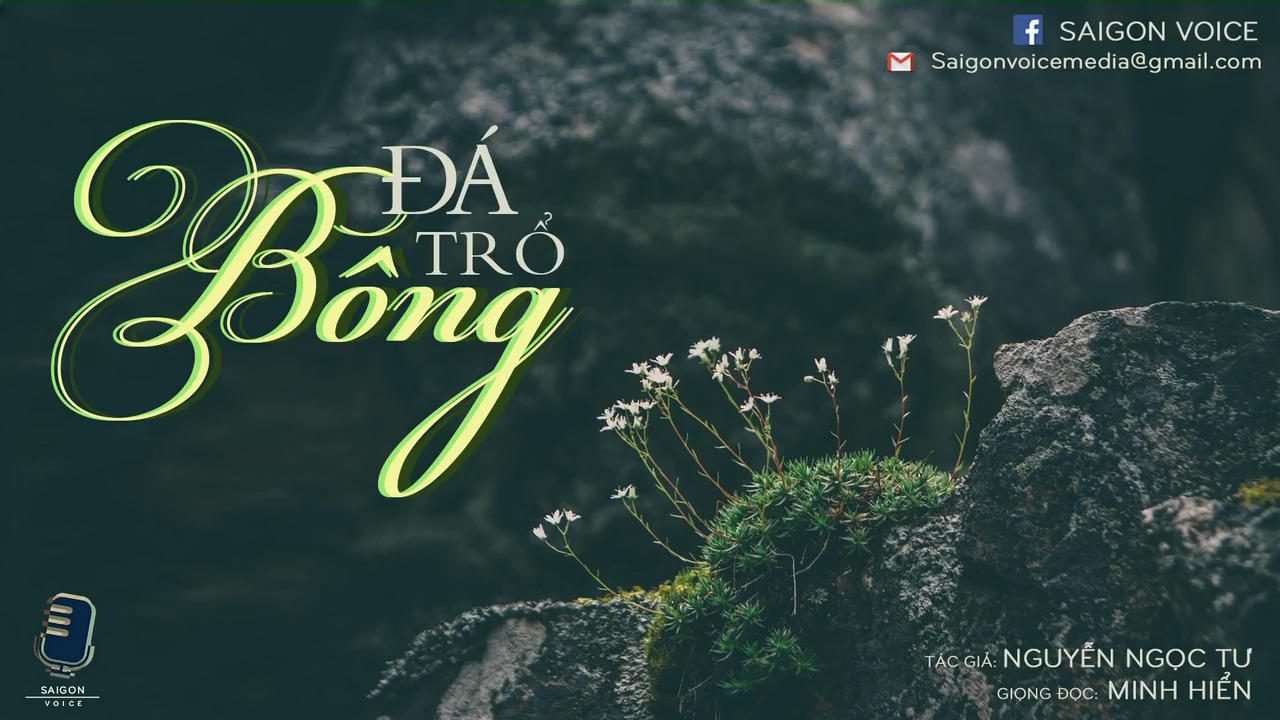 SAIGON VOICE
Saigonvoicemedia@gmail.com
ĐÁ
TRỔ
Bông
TÁC GIẢ: NGUYỄN NGỌC TƯ
GIỌNG ĐỌC: MINH HIỂN
SAIGON
VOICE